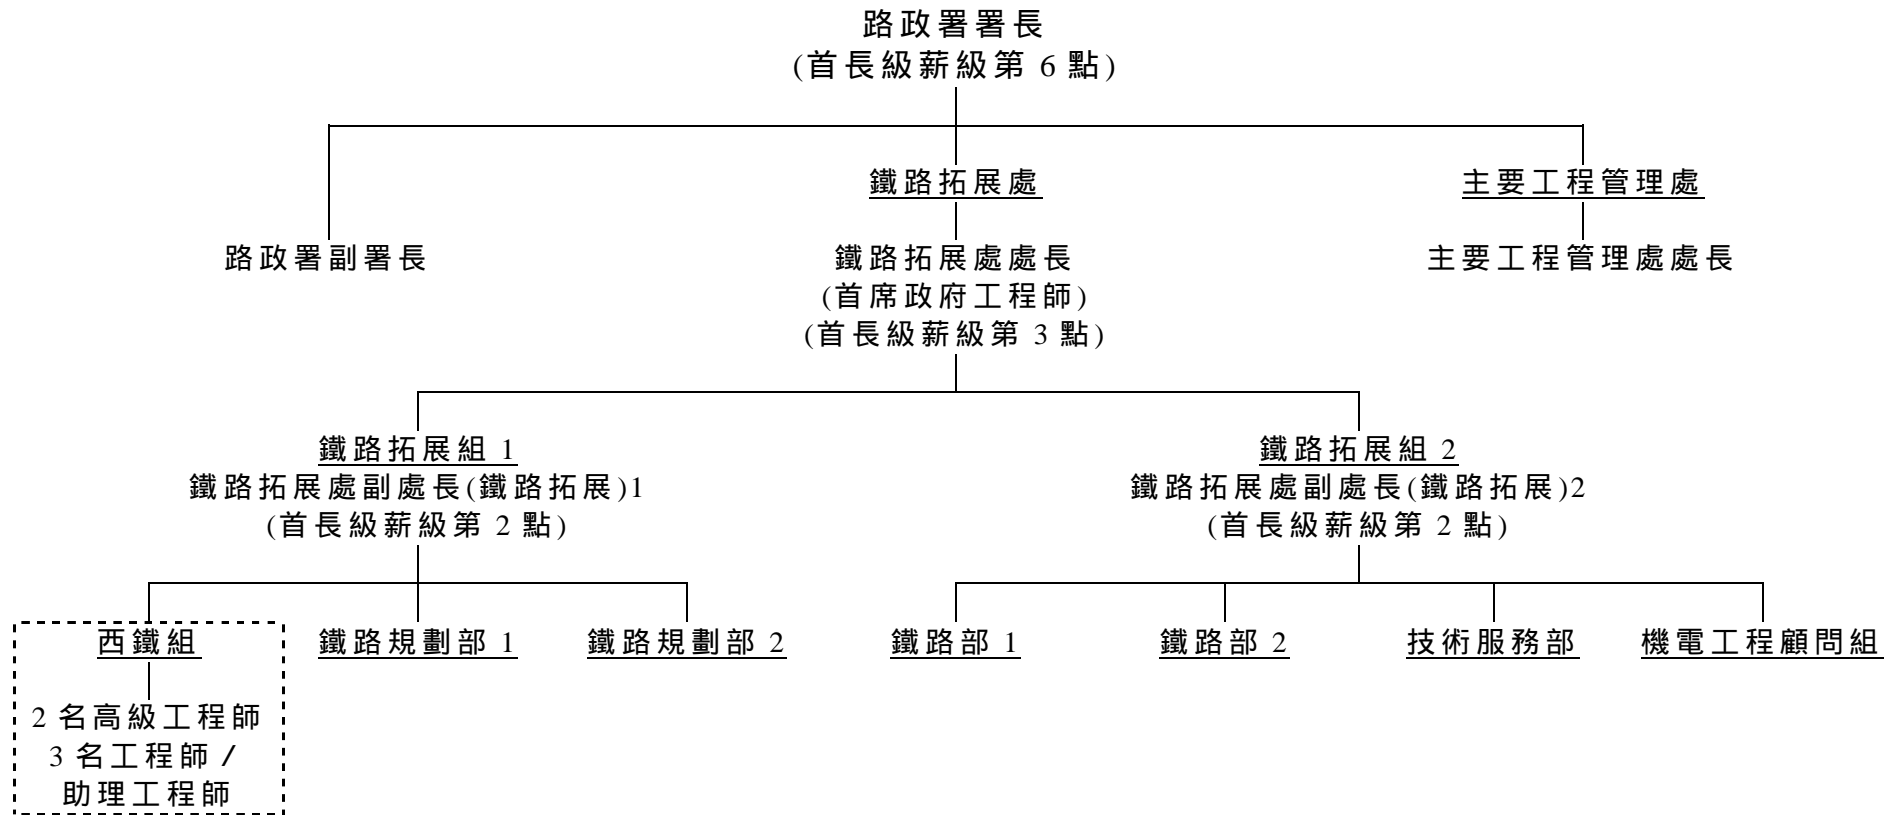 路政署署長
(首長級薪級第 6 點)
鐵路拓展處
主要工程管理處
路政署副署長
鐵路拓展處處長
(首席政府工程師)
(首長級薪級第 3 點)
主要工程管理處處長
鐵路拓展組 1
鐵路拓展處副處長(鐵路拓展)1
(首長級薪級第 2 點)
鐵路拓展組 2
鐵路拓展處副處長(鐵路拓展)2
(首長級薪級第 2 點)
西鐵組
鐵路規劃部 1
鐵路規劃部 2
鐵路部 1
鐵路部 2
技術服務部
機電工程顧問組
2 名高級工程師
3 名工程師 /
助理工程師